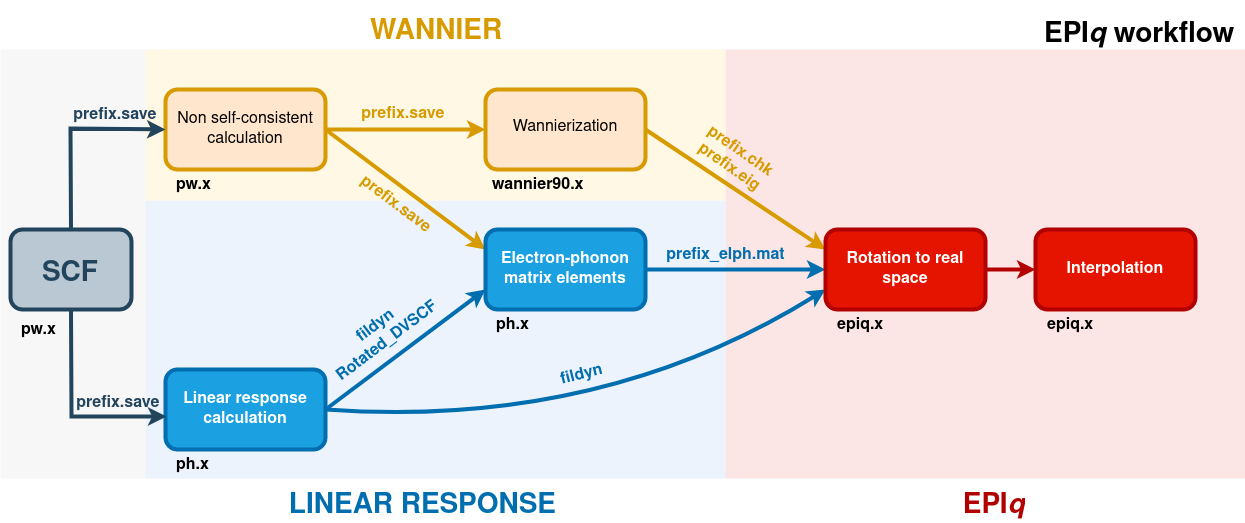 WANNIER
EPIq workflow
prefix.save
Non self-consistent
calculation
pw.x
prefix.save
Wannierization
wannier90.x
prefix.chk
prefix.eig
prefix.save
SCF
pw.x
Electron-phonon
matrix elements
ph.x
prefix_elph.mat
Rotation to real
space
epiq.x
Interpolation
epiq.x
fildyn
Rotated_DVSCF
fildyn
prefix.save
Linear response
calculation
ph.x
LINEAR RESPONSE
EPIq